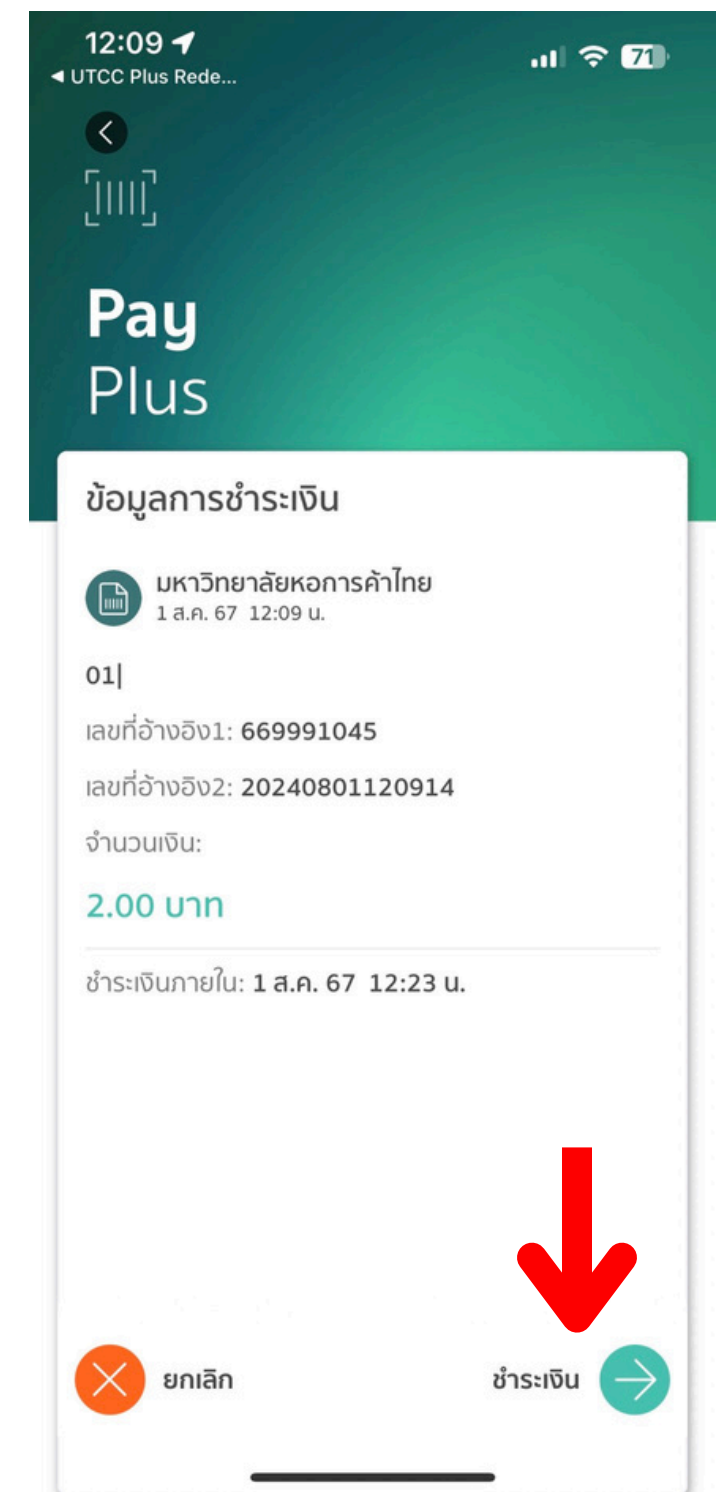 12:09
71
◀ UTCC Plus Rede...
Pay
Plus
ข้อมูลการชำระเงิน
มหาวิทยาลัยหอการค้าไทย
1 ส.ค. 67 12:09 น.
01|
เลขที่อ้างอิง1: 669991045
เลขที่อ้างอิง2: 20240801120914
จำนวนเงิน:
2.00 บาท
ชำระเงินภายใน: 1 ส.ค. 67 12:23 น.
ยกเลิก
ชำระเงิน